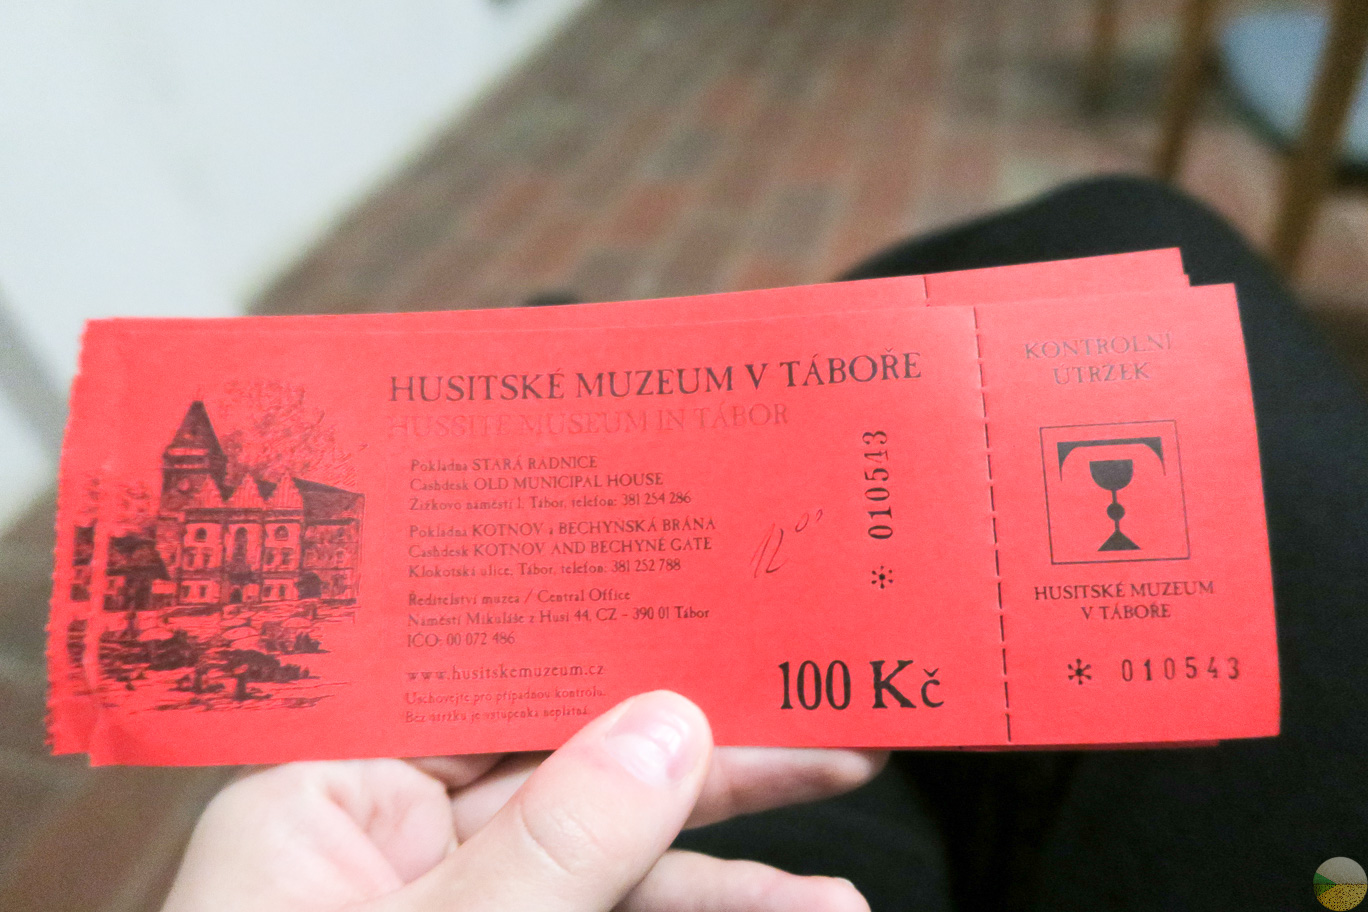 HUSITSKÉ MUZEUM V TÁBOŘE
HUSSITE MUSEUM IN TÁBOR
Pokladna STARÁ RADNICE
Cashdesk OLD MUNICIPAL HOUSE
Žižkovo náměstí 1, Tábor, telefon: 381 254 286
Pokladna KOTNOV a BECHYŇSKÁ BRÁNA
Cashdesk KOTNOV AND BECHYNĚ GATE
Klokotská ulice, Tábor, telefon: 381 252 788
Ředitelství muzea / Central Office
Náměstí Mikuláše z Husi 44, CZ – 390 01 Tábor
IČO: 00 072 486
www.husitskemuzeum.cz
Uschovejte pro případnou kontrolu.
Bez útržku je vstupenka neplatná.
12⁰⁰
* 010543
100 Kč
KONTROLNÍ
ÚTRŽEK
HUSITSKÉ MUZEUM
V TÁBOŘE
* 010543